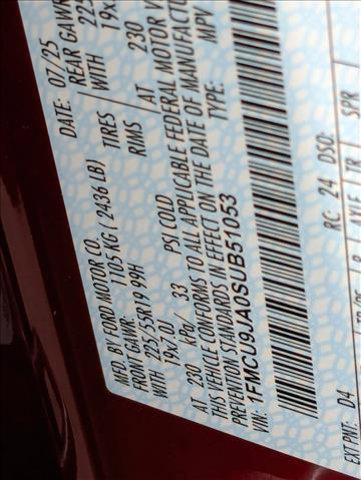 MFD. BY FORD MOTOR CO.
DATE: 07/25
FRONT GAWR:
REAR GAWR
1105 KG ( 2436 LB)
WITH 225/55R19 99H TIRES
WITH
19x7.0J RIMS
AT 230 kPa/ 33 PSI COLD
AT 230
THIS VEHICLE CONFORMS TO ALL APPLICABLE FEDERAL MOTOR V
PREVENTION STANDARDS IN EFFECT ON THE DATE OF MANUFACTU
VIN: 1FMCU9JA0SUB51053
TYPE: MPV
EXT PNT: D4
RC: 24 DSO:
TR SPR